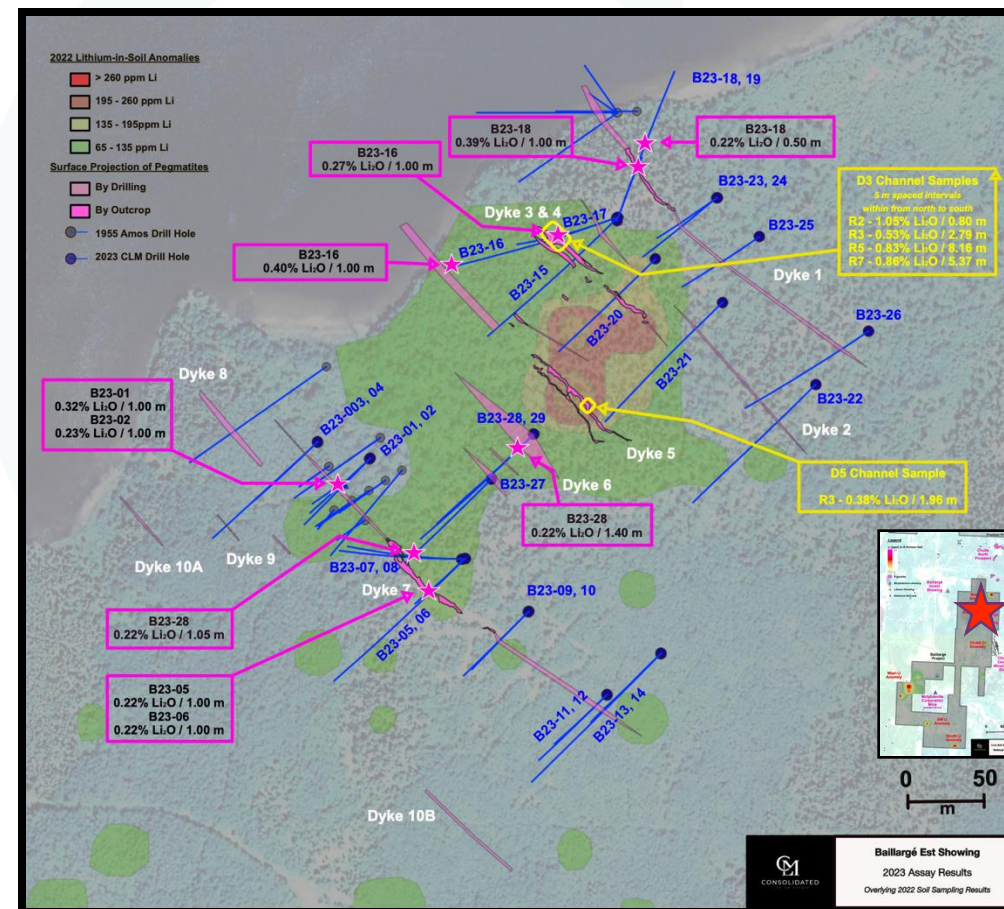 2022 Lithium-in-Soil Anomalies
> 260 ppm Li
195 - 260 ppm Li
135 - 195ppm Li
65 - 135 ppm Li
Surface Projection of Pegmatites
By Drilling
By Outcrop
1955 Amos Drill Hole
2023 CLM Drill Hole
B23-18, 19
B23-18
0.39% Li₂O / 1.00 m
B23-18
0.22% Li₂O / 0.50 m
B23-16
0.27% Li₂O / 1.00 m
D3 Channel Samples
5 m spaced intervals
within from north to south
R2 - 1.05% Li₂O / 0.80 m
R3 - 0.53% Li₂O / 2.79 m
R5 - 0.83% Li₂O / 8.16 m
R7 - 0.86% Li₂O / 5.37 m
B23-23, 24
Dyke 3 & 4
B23-17
B23-25
B23-16
B23-16
0.40% Li₂O / 1.00 m
B23-15
Dyke 1
B23-20
B23-26
B23-21
Dyke 8
B23-22
B23-01
0.32% Li₂O / 1.00 m
B23-02
0.23% Li₂O / 1.00 m
B23-003, 04
B23-01, 02
B23-28, 29
Dyke 5
Dyke 2
B23-27
Dyke 6
D5 Channel Sample
R3 - 0.38% Li₂O / 1.96 m
B23-28
0.22% Li₂O / 1.40 m
Dyke 10A
Dyke 9
B23-07, 08
Dyke 7
B23-09, 10
B23-28
0.22% Li₂O / 1.05 m
B23-05, 06
B23-05
0.22% Li₂O / 1.00 m
B23-06
0.22% Li₂O / 1.00 m
B23-11, 12
B23-13, 14
Legend
0 50
m
Dyke 10B
CLM
CONSOLIDATED
Baillargé Est Showing
2023 Assay Results
Overlying 2022 Soil Sampling Results